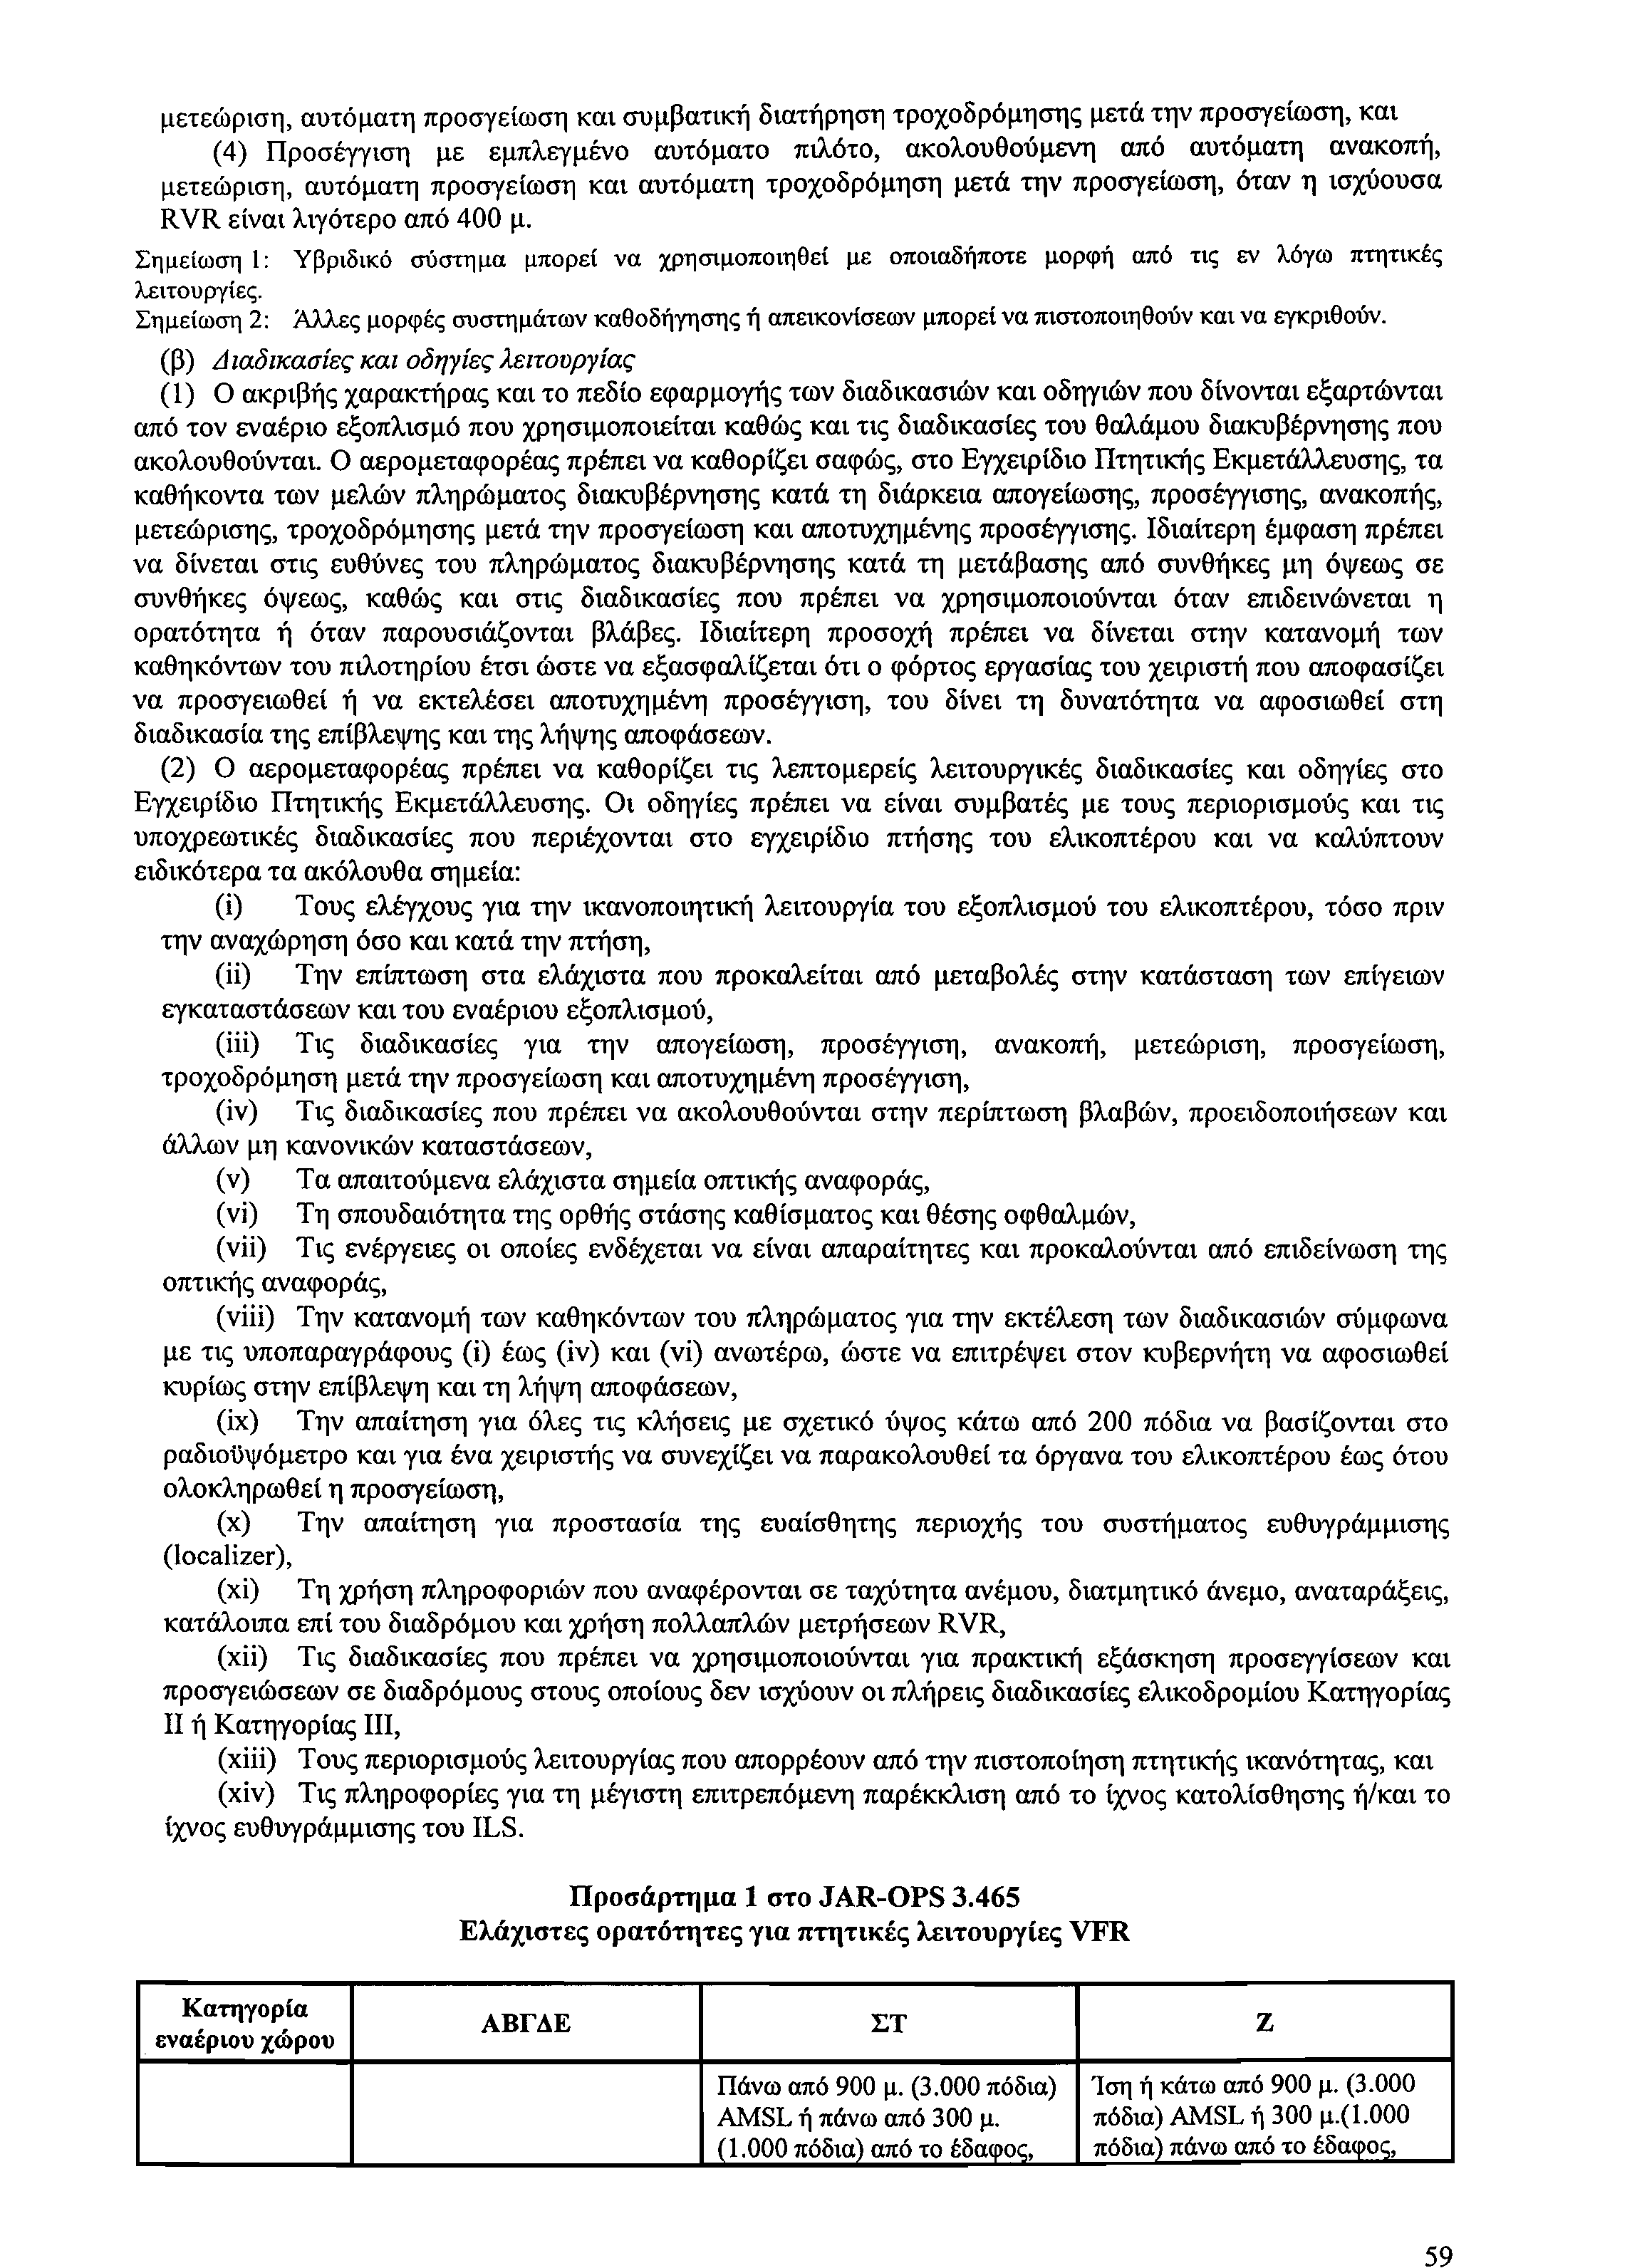 μετεώριση, αυτόματη προσγείωση και συμβατική διατήρηση τροχοδρόμησης μετά την προσγείωση, και
(4) Προσέγγιση με εμπλεγμένο αυτόματο πιλότο, ακολουθούμενη από αυτόματη ανακοπή,
μετεώριση, αυτόματη προσγείωση και αυτόματη τροχοδρόμηση μετά την προσγείωση, όταν η ισχύουσα
RVR είναι λιγότερο από 400 μ.
Σημείωση 1: Υβριδικό σύστημα μπορεί να χρησιμοποιηθεί με οποιαδήποτε μορφή από τις εν λόγω πτητικές
λειτουργίες.
Σημείωση 2: Άλλες μορφές συστημάτων καθοδήγησης ή απεικονίσεων μπορεί να πιστοποιηθούν και να εγκριθούν.
(β) Διαδικασίες και οδηγίες λειτουργίας
(1) Ο ακριβής χαρακτήρας και το πεδίο εφαρμογής των διαδικασιών και οδηγιών που δίνονται εξαρτώνται
από τον εναέριο εξοπλισμό που χρησιμοποιείται καθώς και τις διαδικασίες του θαλάμου διακυβέρνησης που
ακολουθούνται. Ο αερομεταφορέας πρέπει να καθορίζει σαφώς, στο Εγχειρίδιο Πτητικής Εκμετάλλευσης, τα
καθήκοντα των μελών πληρώματος διακυβέρνησης κατά τη διάρκεια απογείωσης, προσέγγισης, ανακοπής,
μετεώρισης, τροχοδρόμησης μετά την προσγείωση και αποτυχημένης προσέγγισης. Ιδιαίτερη έμφαση πρέπει
να δίνεται στις ευθύνες του πληρώματος διακυβέρνησης κατά τη μετάβασης από συνθήκες μη όψεως σε
συνθήκες όψεως, καθώς και στις διαδικασίες που πρέπει να χρησιμοποιούνται όταν επιδεινώνεται η
ορατότητα ή όταν παρουσιάζονται βλάβες. Ιδιαίτερη προσοχή πρέπει να δίνεται στην κατανομή των
καθηκόντων του πιλοτηρίου έτσι ώστε να εξασφαλίζεται ότι ο φόρτος εργασίας του χειριστή που αποφασίζει
να προσγειωθεί ή να εκτελέσει αποτυχημένη προσέγγιση, του δίνει τη δυνατότητα να αφοσιωθεί στη
διαδικασία της επίβλεψης και της λήψης αποφάσεων.
(2) Ο αερομεταφορέας πρέπει να καθορίζει τις λεπτομερείς λειτουργικές διαδικασίες και οδηγίες στο
Εγχειρίδιο Πτητικής Εκμετάλλευσης. Οι οδηγίες πρέπει να είναι συμβατές με τους περιορισμούς και τις
υποχρεωτικές διαδικασίες που περιέχονται στο εγχειρίδιο πτήσης του ελικοπτέρου και να καλύπτουν
ειδικότερα τα ακόλουθα σημεία:
(i) Τους ελέγχους για την ικανοποιητική λειτουργία του εξοπλισμού του ελικοπτέρου, τόσο πριν
την αναχώρηση όσο και κατά την πτήση,
(ii) Την επίπτωση στα ελάχιστα που προκαλείται από μεταβολές στην κατάσταση των επίγειων
εγκαταστάσεων και του εναέριου εξοπλισμού,
(iii) Τις διαδικασίες για την απογείωση, προσέγγιση, ανακοπή, μετεώριση, προσγείωση,
τροχοδρόμηση μετά την προσγείωση και αποτυχημένη προσέγγιση,
(iv) Τις διαδικασίες που πρέπει να ακολουθούνται στην περίπτωση βλαβών, προειδοποιήσεων και
άλλων μη κανονικών καταστάσεων,
(v) Τα απαιτούμενα ελάχιστα σημεία οπτικής αναφοράς,
(vi) Τη σπουδαιότητα της ορθής στάσης καθίσματος και θέσης οφθαλμών,
(vii) Τις ενέργειες οι οποίες ενδέχεται να είναι απαραίτητες και προκαλούνται από επιδείνωση της
οπτικής αναφοράς,
(viii) Την κατανομή των καθηκόντων του πληρώματος για την εκτέλεση των διαδικασιών σύμφωνα
με τις υποπαραγράφους (i) έως (iv) και (vi) ανωτέρω, ώστε να επιτρέψει στον κυβερνήτη να αφοσιωθεί
κυρίως στην επίβλεψη και τη λήψη αποφάσεων,
(ix) Την απαίτηση για όλες τις κλήσεις με σχετικό ύψος κάτω από 200 πόδια να βασίζονται στο
ραδιοϋψόμετρο και για ένα χειριστής να συνεχίζει να παρακολουθεί τα όργανα του ελικοπτέρου έως ότου
ολοκληρωθεί η προσγείωση,
(x) Την απαίτηση για προστασία της ευαίσθητης περιοχής του συστήματος ευθυγράμμισης
(localizer),
(xi) Τη χρήση πληροφοριών που αναφέρονται σε ταχύτητα ανέμου, διατμητικό άνεμο, αναταράξεις,
κατάλοιπα επί του διαδρόμου και χρήση πολλαπλών μετρήσεων RVR,
(xii) Τις διαδικασίες που πρέπει να χρησιμοποιούνται για πρακτική εξάσκηση προσεγγίσεων και
προσγειώσεων σε διαδρόμους στους οποίους δεν ισχύουν οι πλήρεις διαδικασίες ελικοδρομίου Κατηγορίας
ΙΙ ή Κατηγορίας ΙΙΙ,
(xiii) Τους περιορισμούς λειτουργίας που απορρέουν από την πιστοποίηση πτητικής ικανότητας, και
(xiv) Τις πληροφορίες για τη μέγιστη επιτρεπόμενη παρέκκλιση από το ίχνος κατολίσθησης ή/και το
ίχνος ευθυγράμμισης του ILS.
Προσάρτημα 1 στο JAR-OPS 3.465
Ελάχιστες ορατότητες για πτητικές λειτουργίες VFR
Κατηγορία
εναέριου χώρου
ΑΒΓΔΕ
ΣΤ
Ζ
Πάνω από 900 μ. (3.000 πόδια)
AMSL ή πάνω από 300 μ.
(1.000 πόδια) από το έδαφος,
Ίση ή κάτω από 900 μ. (3.000
πόδια) AMSL ή 300 μ.(1.000
πόδια) πάνω από το έδαφος,
59